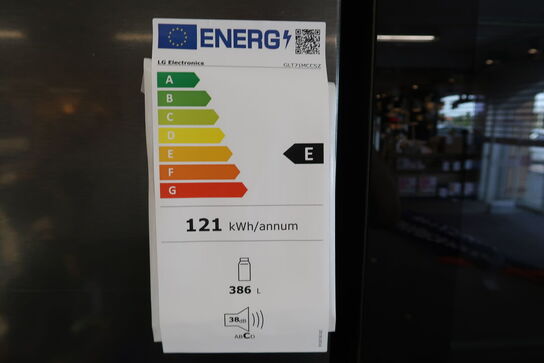 ENERG
LG Electronics GLT71MCCSZ
A
B
C
D
E
E
F
G
121 kWh/annum
386 L
38dB
ABCD